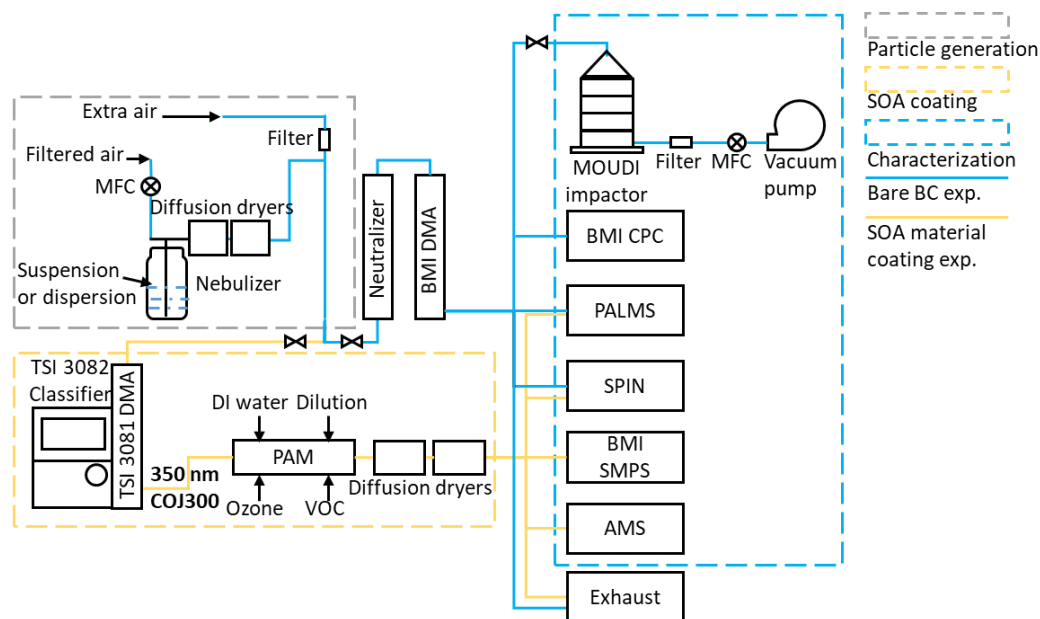 Extra air
Filter
Filtered air
MFC
Diffusion dryers
Suspension
or dispersion
Nebulizer
Neutralizer
BMI DMA
TSI 3082
Classifier
TSI 3081 DMA
350 nm
COJ300
DI water
Dilution
PAM
Ozone
VOC
Diffusion dryers
MOUDI
impactor
Filter
MFC
Vacuum
pump
BMI CPC
PALMS
SPIN
BMI
SMPS
AMS
Exhaust
Particle generation
SOA coating
Characterization
Bare BC exp.
SOA material
coating exp.